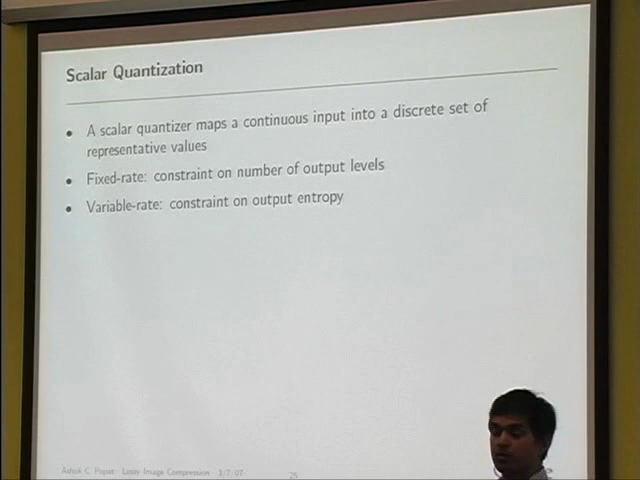 Scalar Quantization
• A scalar quantizer maps a continuous input into a discrete set of
representative values
• Fixed-rate: constraint on number of output levels
• Variable-rate: constraint on output entropy
Ashok C. Popat Lossy Image Compression 3/7/07 25